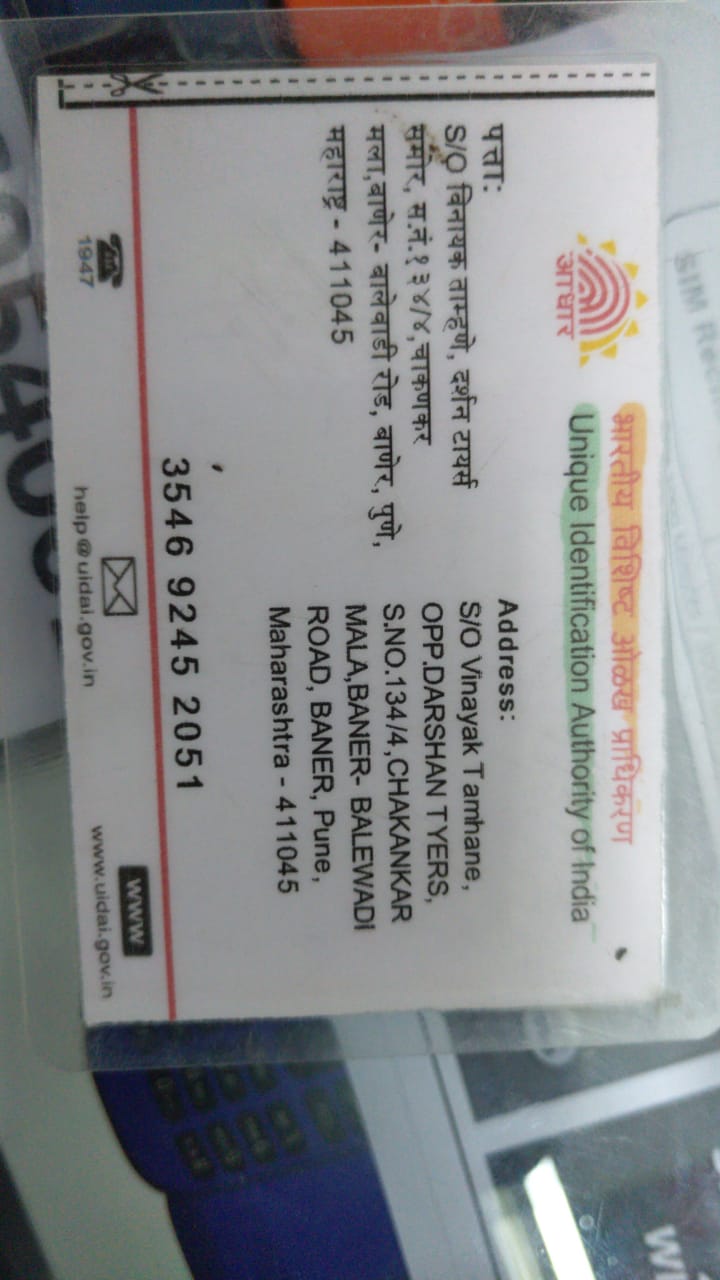 भारतीय विशिष्ट ओळख प्राधिकरण
Unique Identification Authority of India
आधार
पत्ता:
S/O विनायक ताम्हणे, दर्शन टायर्स
समोर, स.नं.१३४/४,चाकणकर
मला,बाणेर- बालेवाडी रोड, बाणेर, पुणे,
महाराष्ट्र - 411045
Address:
S/O Vinayak Tamhane,
OPP.DARSHAN TYERS,
S.NO.134/4,CHAKANKAR
MALA,BANER- BALEWADI
ROAD, BANER, Pune,
Maharashtra - 411045
3546 9245 2051
1947
help@uidai.gov.in
www
www.uidai.gov.in
SIM